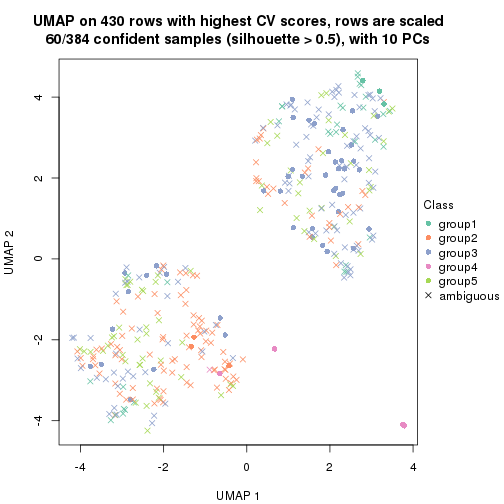 UMAP on 430 rows with highest CV scores, rows are scaled
60/384 confident samples (silhouette > 0.5), with 10 PCs
4
2
0
-2
-4
UMAP 2
-4
-2
0
2
4
UMAP 1
Class
group1
group2
group3
group4
group5
ambiguous